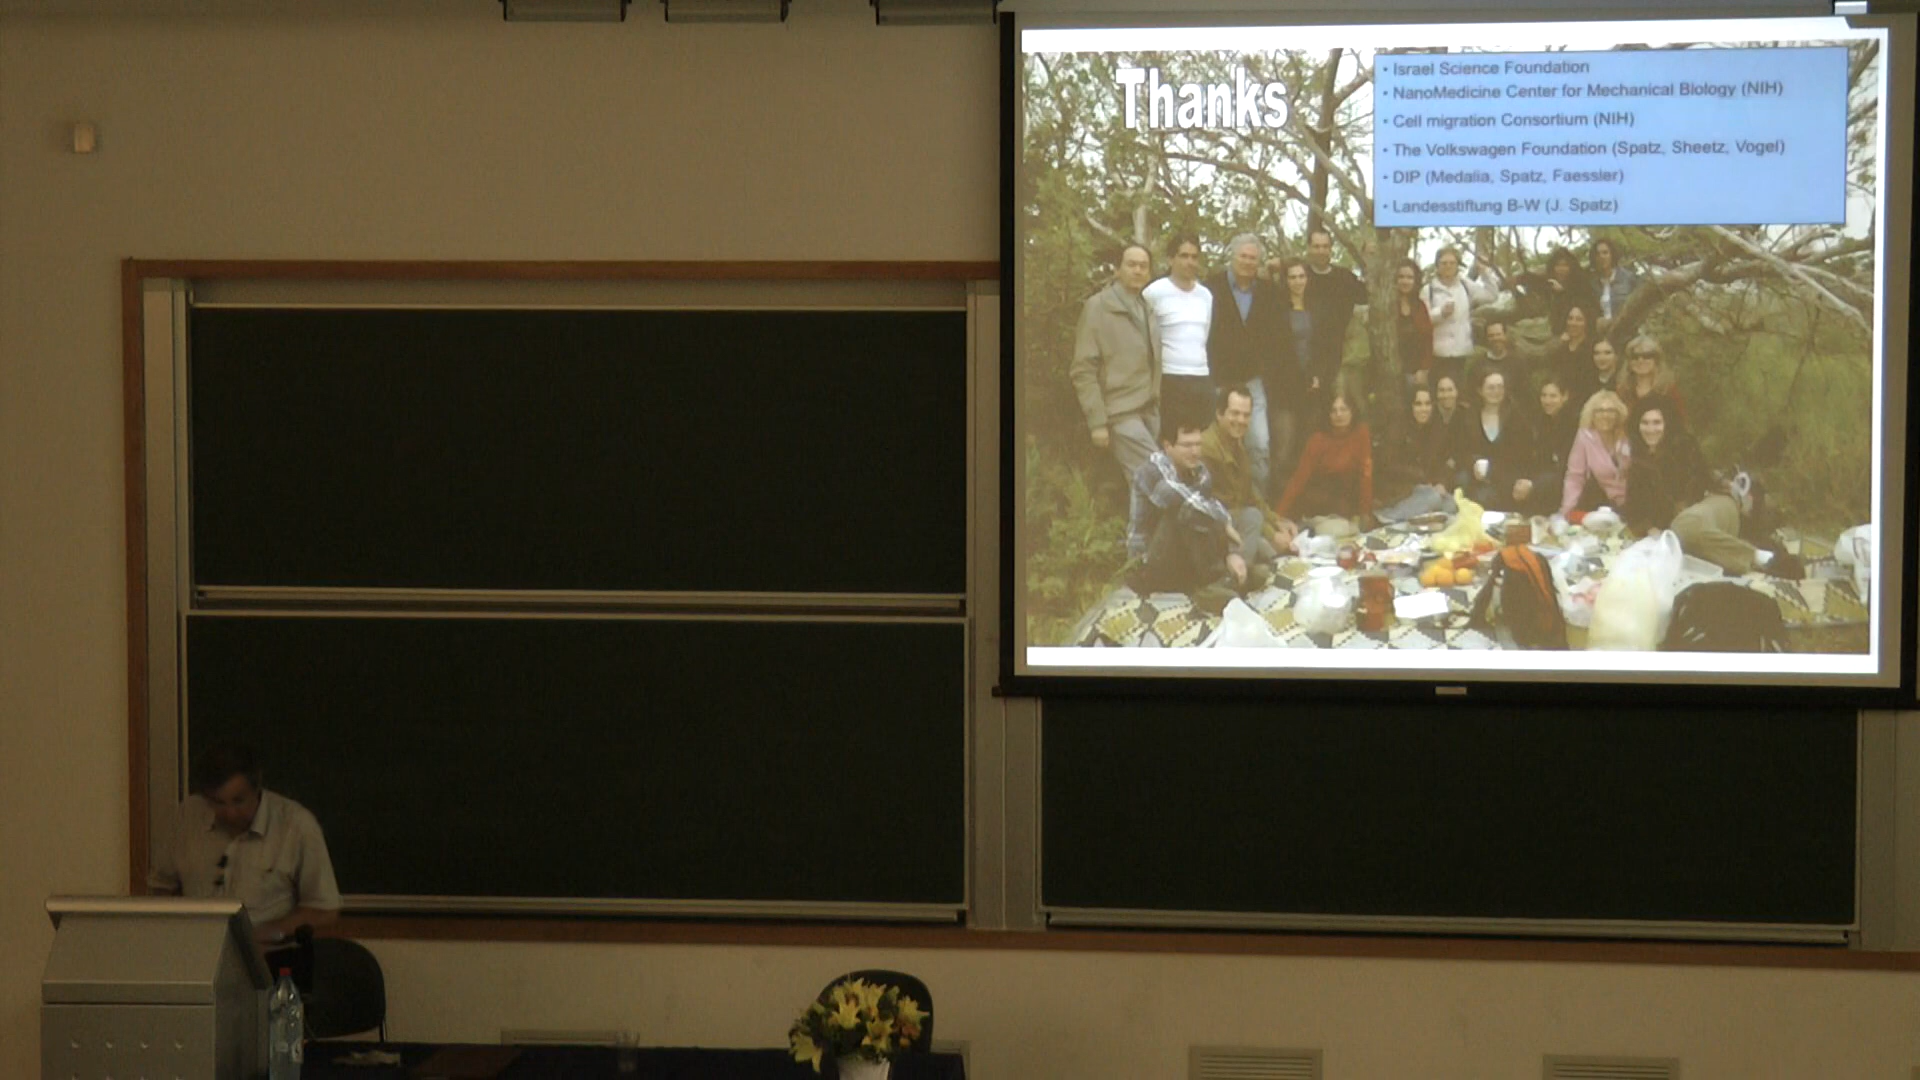 Thanks
• Israel Science Foundation
• NanoMedicine Center for Mechanical Biology (NIH)
• Cell migration Consortium (NIH)
• The Volkswagen Foundation (Spatz, Sheetz, Vogel)
• DIP (Medalia, Spatz, Faessler)
• Landesstiftung B-W (J. Spatz)